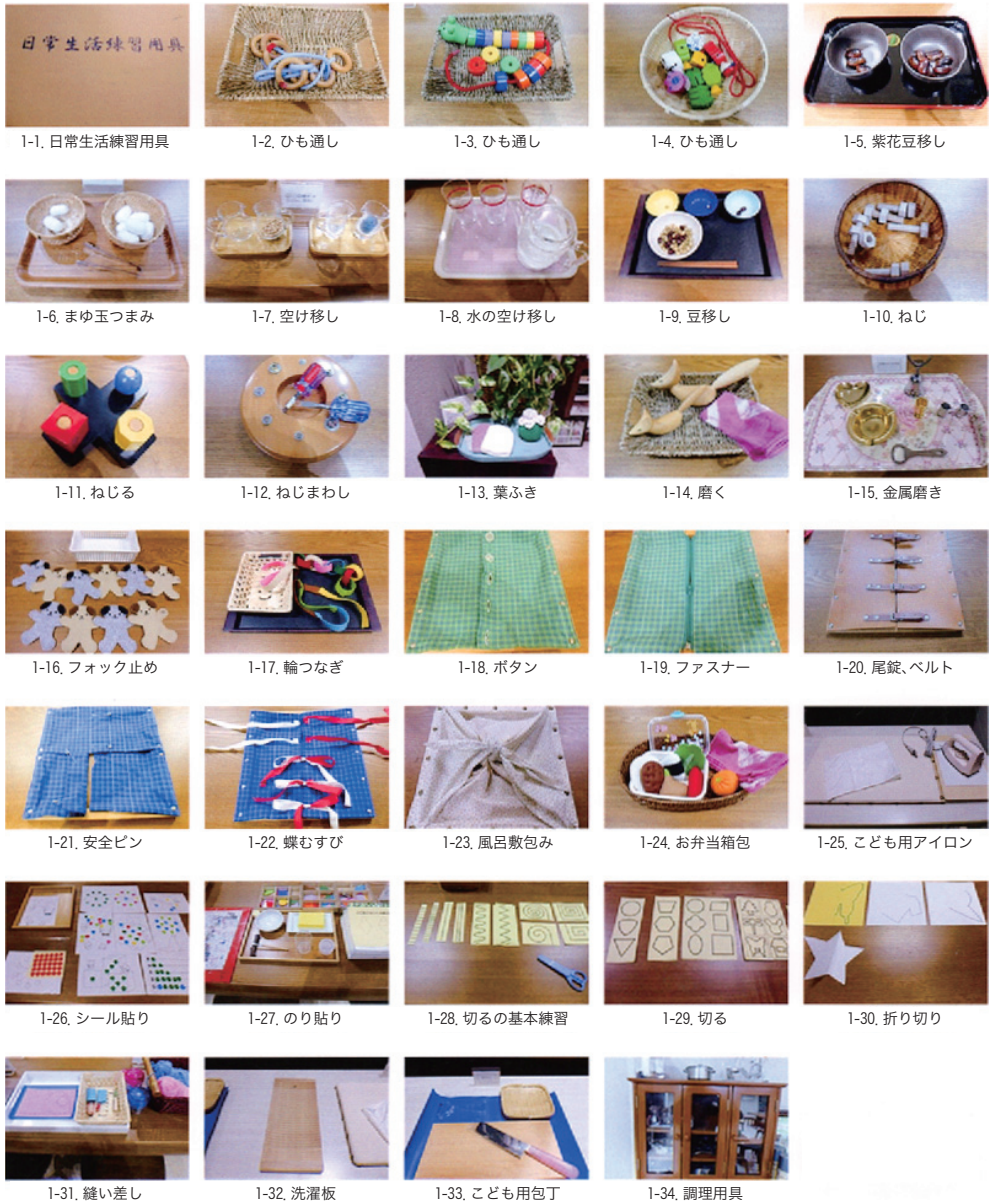 日常生活練習用具
1-1. 日常生活練習用具
1-2. ひも通し
1-3. ひも通し
1-4. ひも通し
1-5. 紫花豆移し
1-6. まゆ玉つまみ
1-7. 空け移し
1-8. 水の空け移し
1-9. 豆移し
1-10. ねじ
1-11. ねじる
1-12. ねじまわし
1-13. 葉ふき
1-14. 磨く
1-15. 金属磨き
1-16. フォック止め
1-17. 輪つなぎ
1-18. ボタン
1-19. ファスナー
1-20. 尾錠、ベルト
1-21. 安全ピン
1-22. 蝶むすび
1-23. 風呂敷包み
1-24. お弁当箱包
1-25. こども用アイロン
1-26. シール貼り
1-27. のり貼り
1-28. 切るの基本練習
1-29. 切る
1-30. 折り切り
1-31. 縫い差し
1-32. 洗濯板
1-33. こども用包丁
1-34. 調理用具